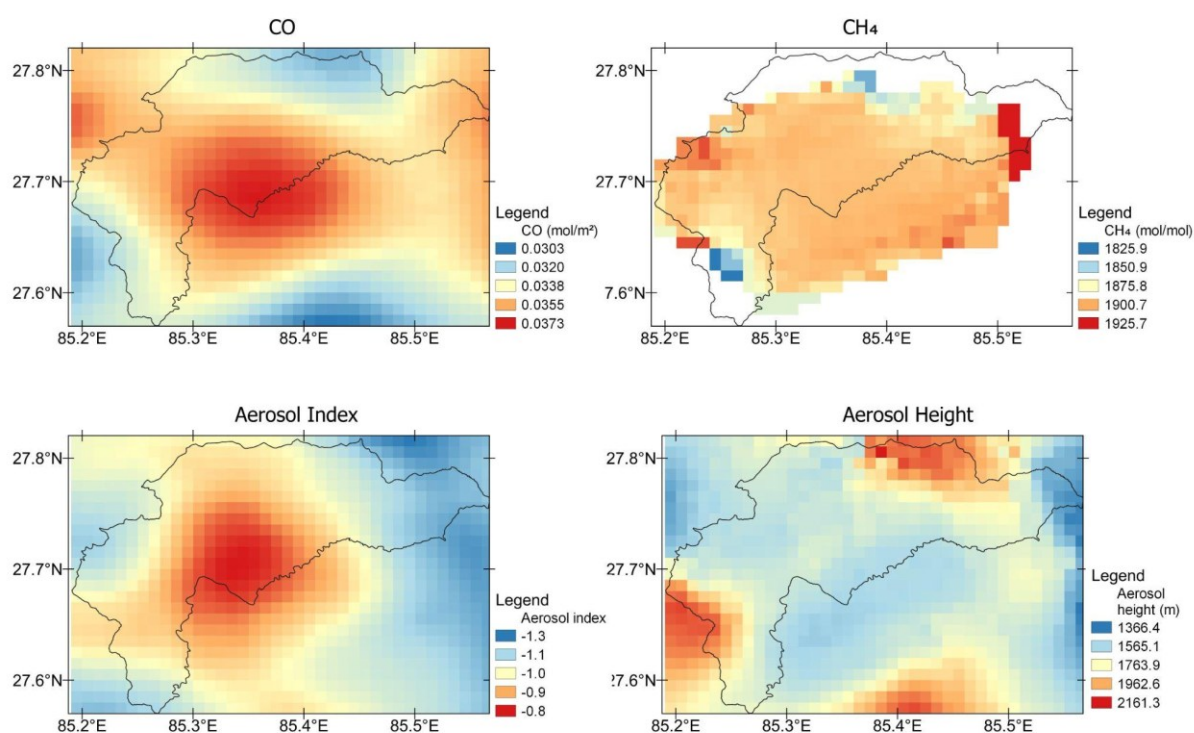 CO
27.8°N
27.7°N
27.6°N
85.2°E 85.3°E 85.4°E 85.5°E
Legend
CO (mol/m²)
0.0303
0.0320
0.0338
0.0355
0.0373
CH₄
27.8°N
27.7°N
7.6°N
85.2°E 85.3°E 85.4°E 85.5°E
Legend
CH₄ (mol/mol)
1825.9
1850.9
1875.8
1900.7
1925.7
Aerosol Index
27.8°N
27.7°N
27.6°N
85.2°E 85.3°E 85.4°E 85.5°E
Legend
Aerosol index
-1.3
-1.1
-1.0
-0.9
-0.8
Aerosol Height
27.8°N
27.7°N
27.6°N
85.2°E 85.3°E 85.4°E 85.5°E
Legend
Aerosol
height (m)
1366.4
1565.1
1763.9
1962.6
2161.3